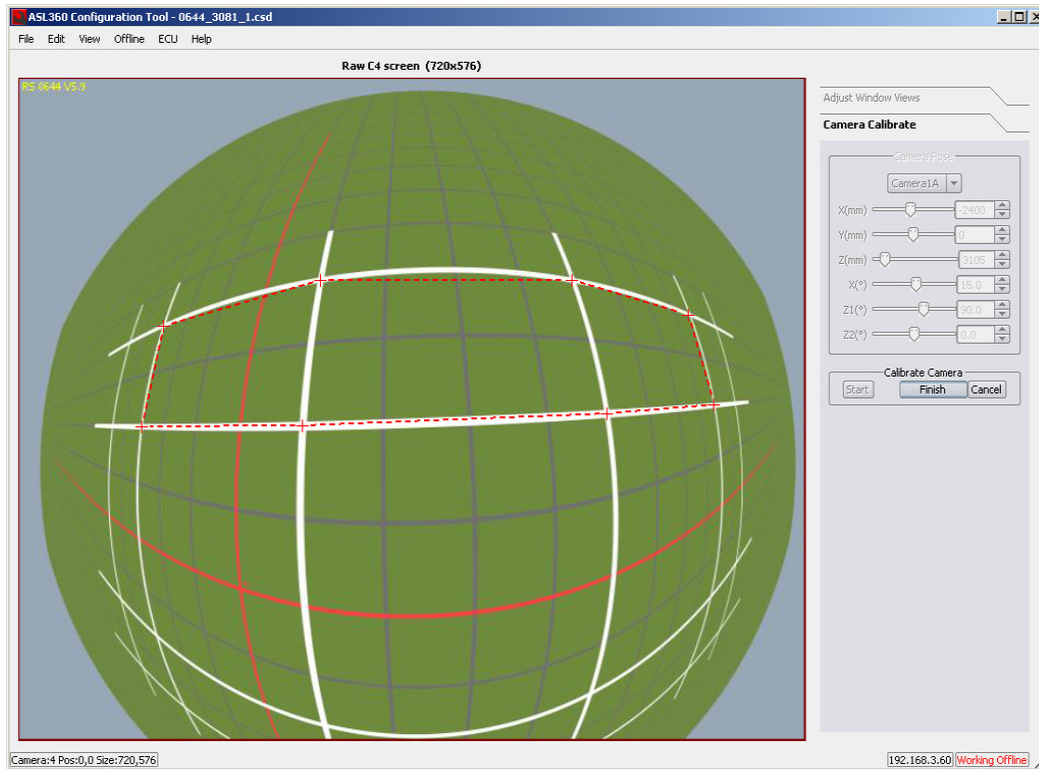 ASL360 Configuration Tool - 0644_3081_1.csd
File Edit View Offline ECU Help
Raw C4 screen (720x576)
RS 0644 V5.9
Adjust Window Views
Camera Calibrate
Camera Pose
Camera1A
X(mm) -2400
Y(mm) 0
Z(mm) 3105
X(°) 15.0
Z1(°) 90.0
Z2(°) 0.0
Calibrate Camera
Start Finish Cancel
Camera:4 Pos:0,0 Size:720,576
192.168.3.60 Working Offline